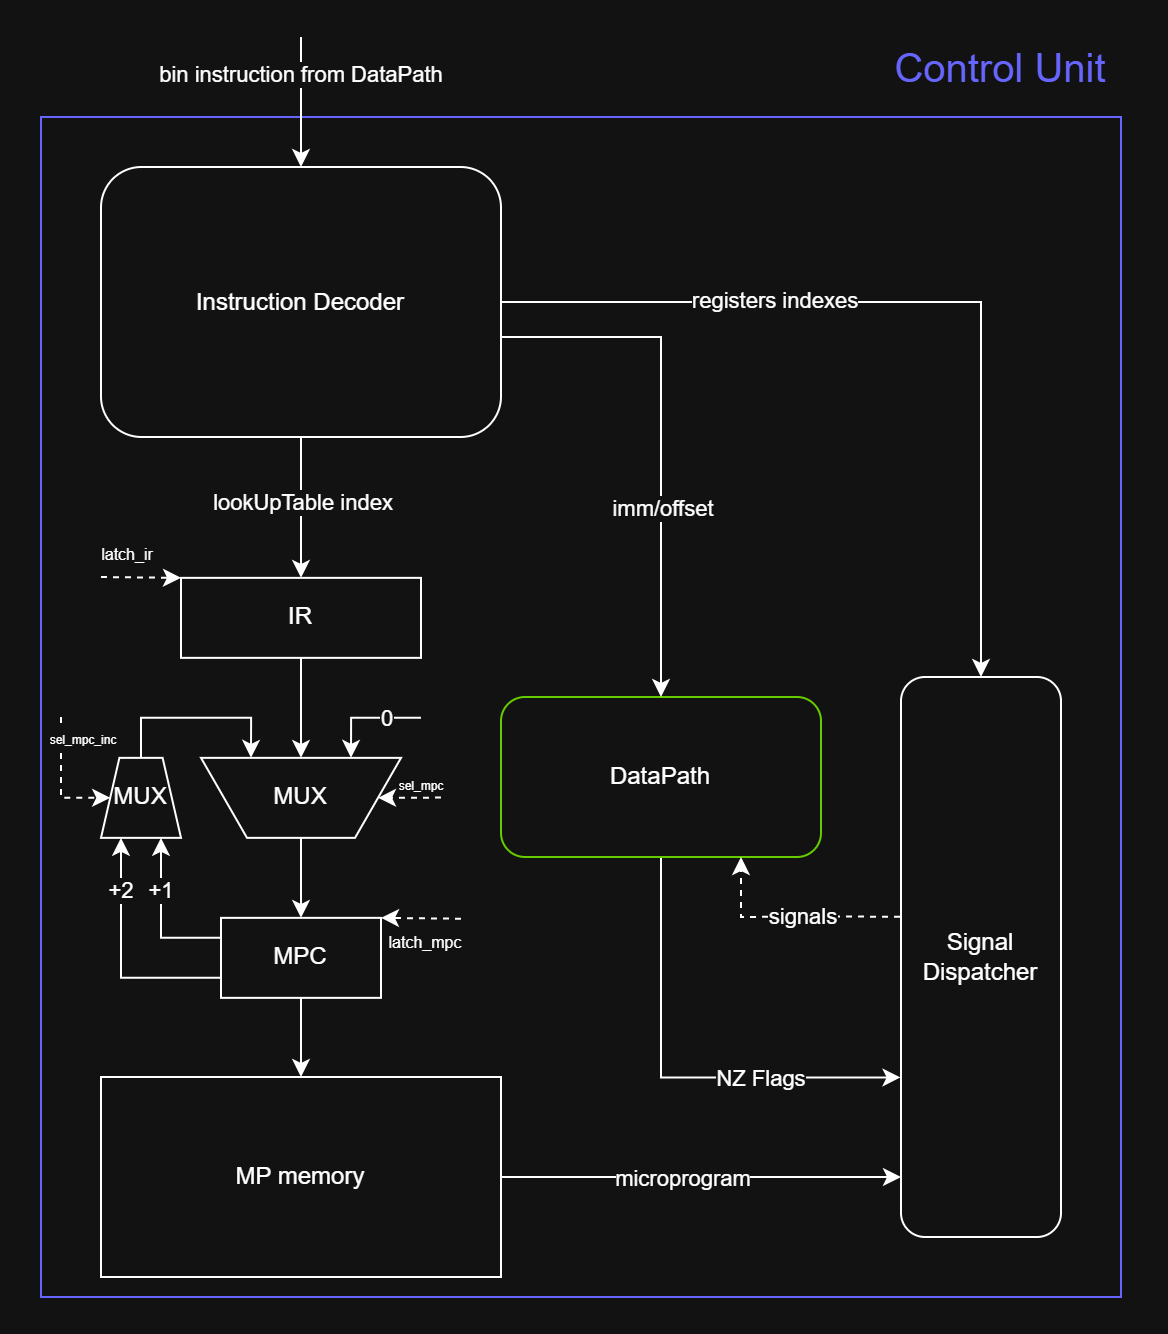 Control Unit
bin instruction from DataPath
Instruction Decoder
registers indexes
lookUpTable index
imm/offset
latch_ir
IR
0
sel_mpc_inc
MUX
MUX
sel_mpc
DataPath
+2
+1
MPC
latch_mpc
signals
Signal
Dispatcher
NZ Flags
MP memory
microprogram